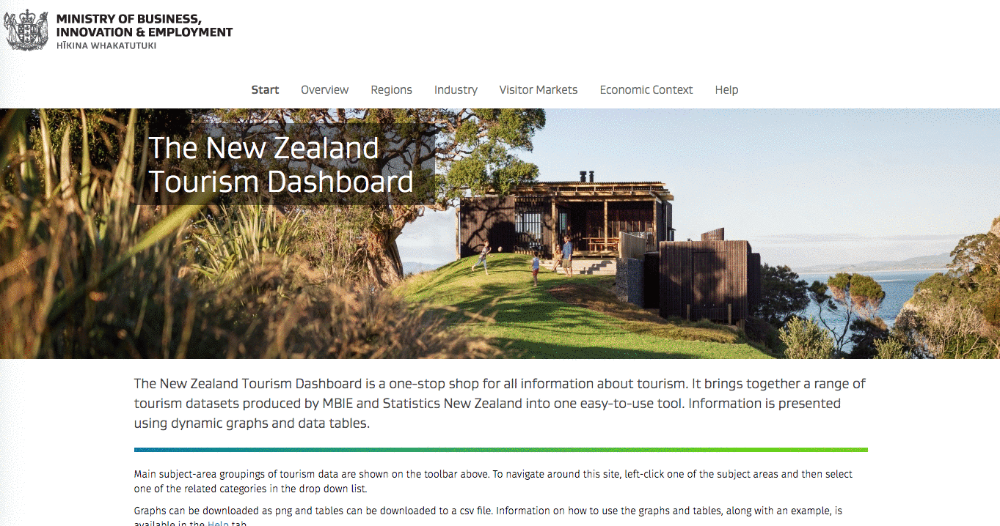 MINISTRY OF BUSINESS,
INNOVATION & EMPLOYMENT
HĪKINA WHAKATUTUKI
Start Overview Regions Industry Visitor Markets Economic Context Help
The New Zealand
Tourism Dashboard
The New Zealand Tourism Dashboard is a one-stop shop for all information about tourism. It brings together a range of
tourism datasets produced by MBIE and Statistics New Zealand into one easy-to-use tool. Information is presented
using dynamic graphs and data tables.
Main subject-area groupings of tourism data are shown on the toolbar above. To navigate around this site, left-click one of the subject areas and then select
one of the related categories in the drop down list.
Graphs can be downloaded as png and tables can be downloaded to a csv file. Information on how to use the graphs and tables, along with an example, is
available in the Help tab.